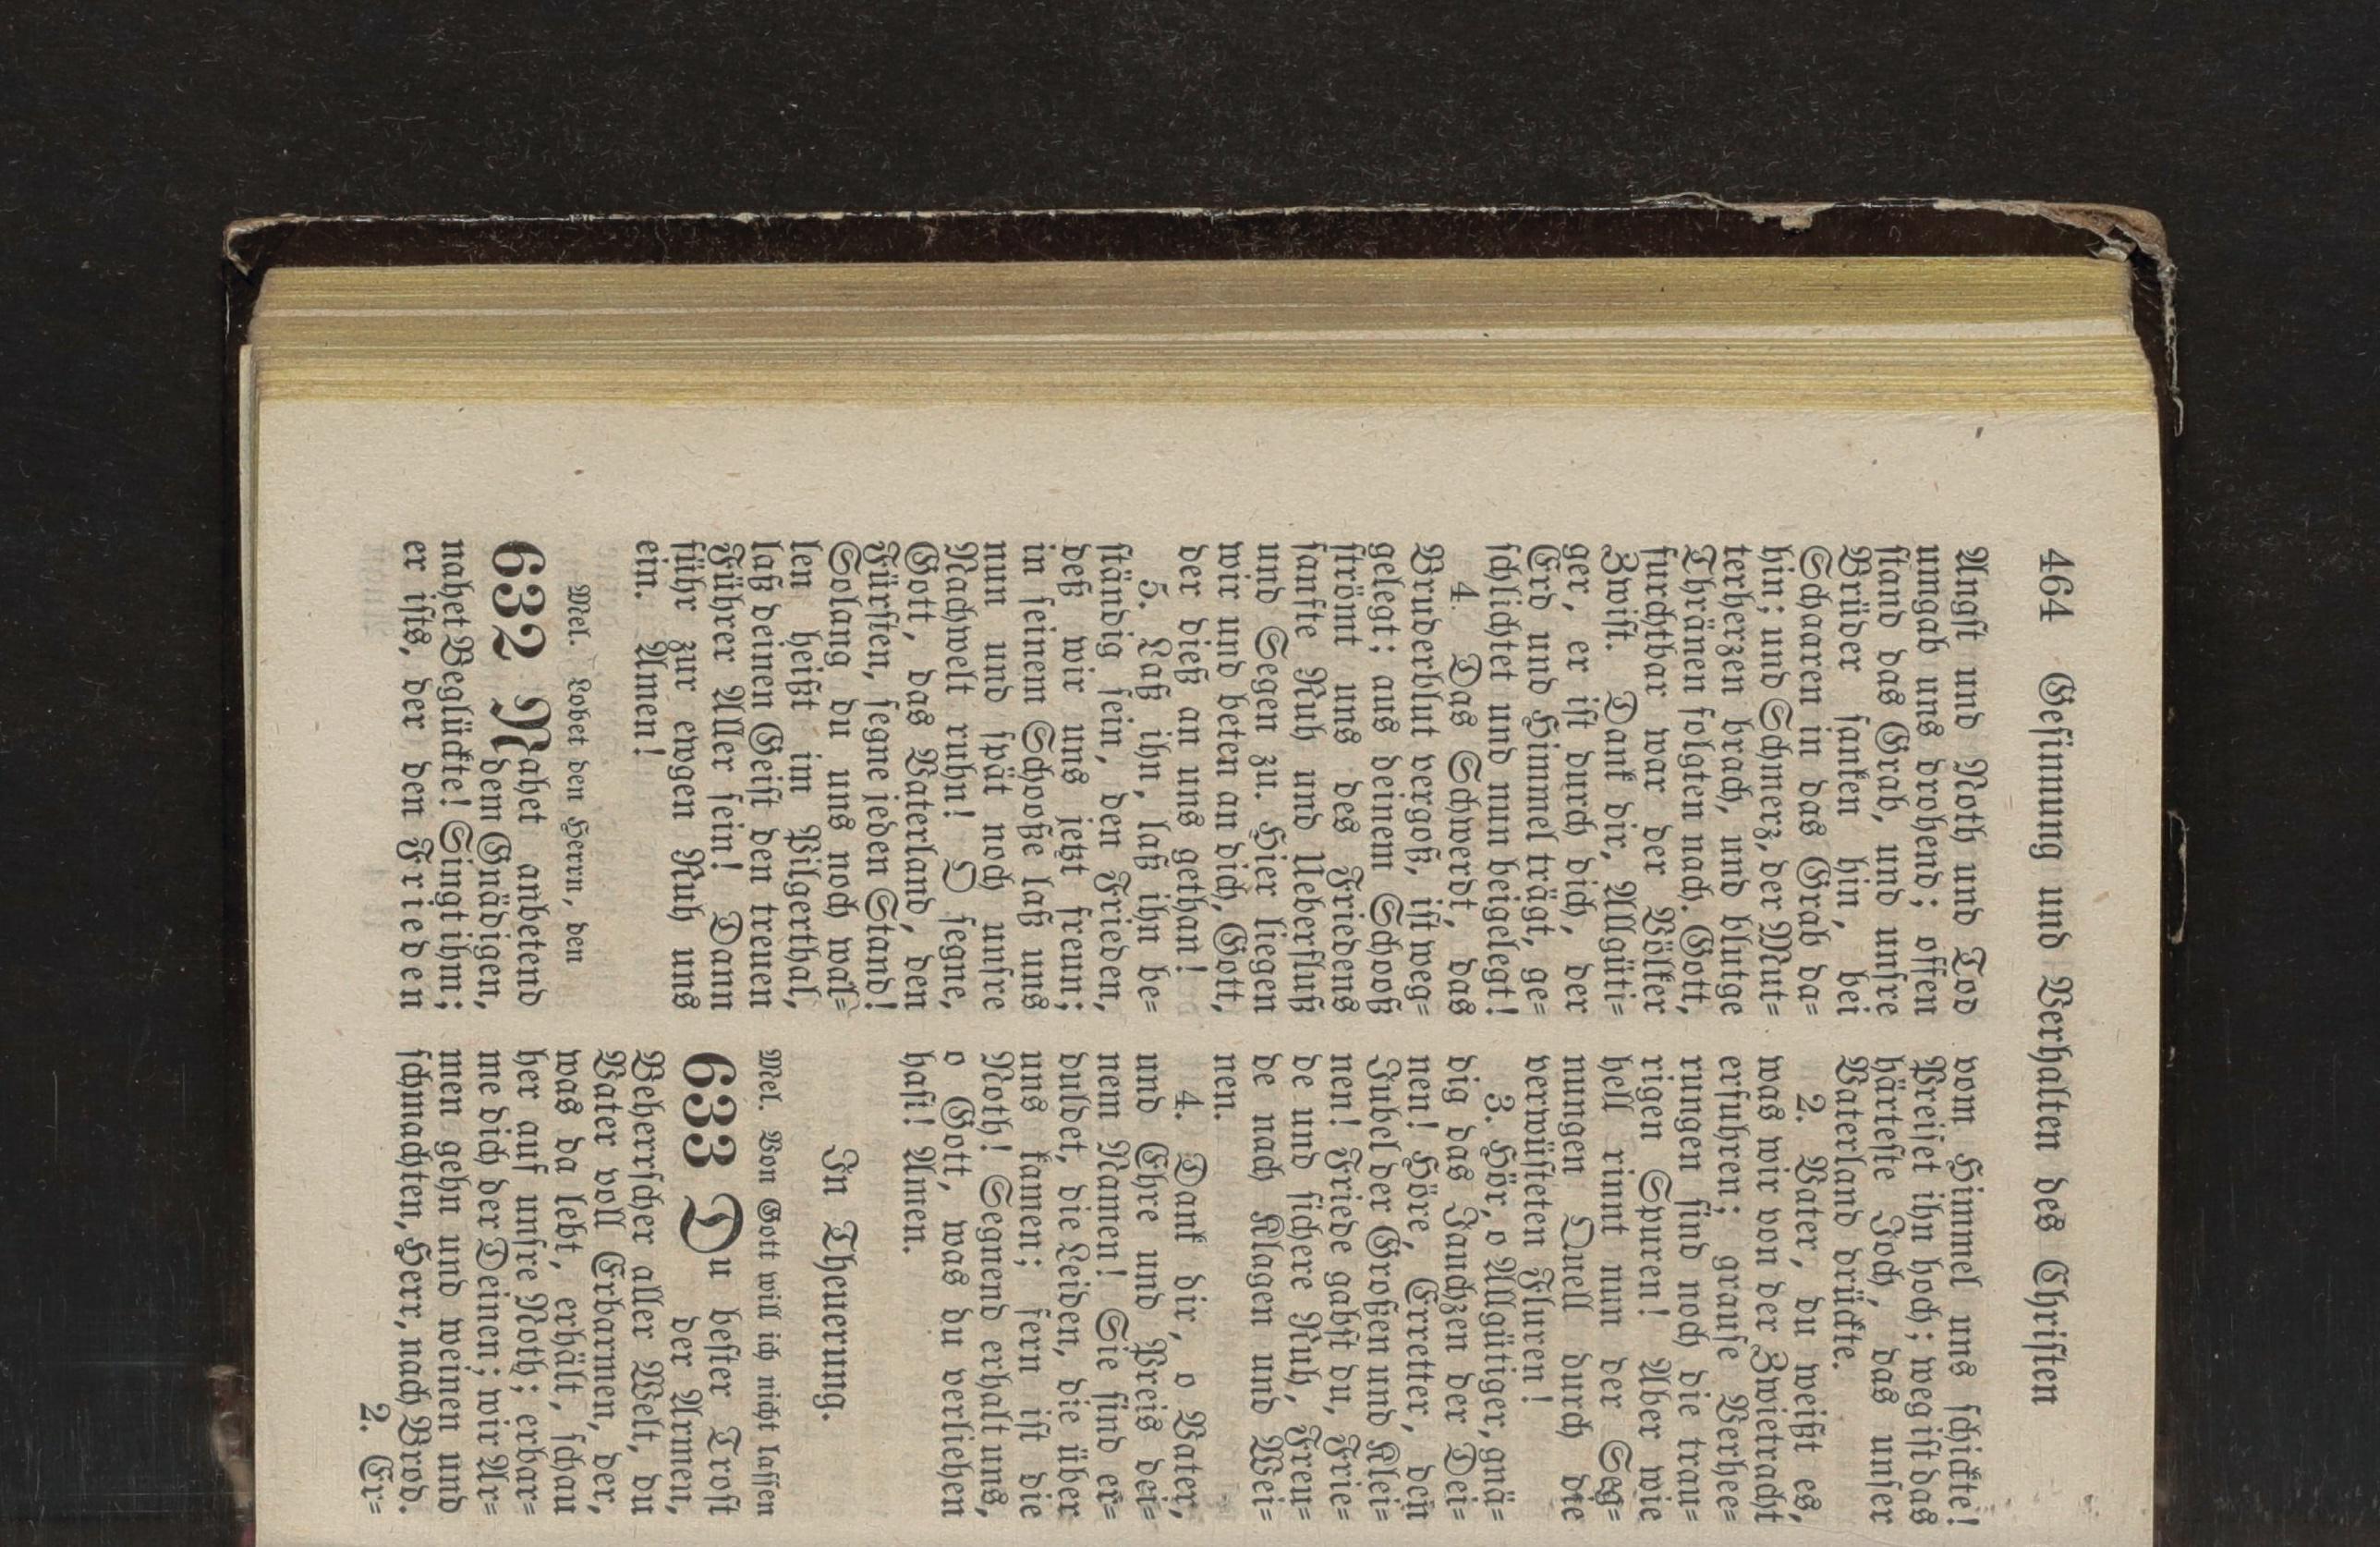 464 Gesinnung und Verhalten des Christen
Angst und Noth und Tod
umgab uns drohend; offen
stand das Grab, und unsre
Brüder sanken hin, bei
Schaaren in das Grab da=
hin; und Schmerz, der Mut=
terherzen brach, und blutge
Thränen folgten nach. Gott,
furchtbar war der Völker
Zwist. Dank dir, Allgüti=
ger, er ist durch dich, der
Erd und Himmel trägt, ge=
schlichtet und nun beigelegt!
4. Das Schwerdt, das
Bruderblut vergoß, ist weg=
gelegt; aus deinem Schooß
strömt uns des Friedens
sanfte Ruh und Ueberfluß
und Segen zu. Hier liegen
wir und beten an dich, Gott,
der dieß an uns gethan!
5. Laß ihn, laß ihn be=
ständig sein, den Frieden,
deß wir uns jetzt freun;
in seinem Schooße laß uns
nun und spät noch unsre
Nachwelt ruhn! O segne,
Gott, das Vaterland, den
Fürsten, segne jeden Stand!
Solang du uns noch wal=
len heißt im Pilgerthal,
laß deinen Geist den treuen
Führer Aller sein! Dann
führ zur ewgen Ruh uns
ein. Amen!
Mel. Lobet den Herrn, den
632 Nahet anbetend
dem Gnädigen,
nahet Beglückte! Singt ihm;
er ists, der den Frieden
vom Himmel uns schickte!
Preiset ihn hoch; weg ist das
härteste Joch, das unser
Vaterland drückte.
2. Vater, du weißt es,
was wir von der Zwietracht
erfuhren; grause Verhee=
rungen sind noch die trau=
rigen Spuren! Aber wie
hell rinnt nun der Seg=
nungen Quell durch die
verwüsteten Fluren!
3. Hör, o Allgütiger, gnä=
dig das Jauchzen der Dei=
nen! Höre, Erretter, den
Jubel der Großen und Klei=
nen! Friede gabst du, Frie=
de und sichere Ruh, Freu=
de nach Klagen und Wei=
nen.
4. Dank dir, o Vater,
und Ehre und Preis dei=
nem Namen! Sie sind er=
duldet, die Leiden, die über
uns kamen; fern ist die
Noth! Segnend erhalt uns,
o Gott, was du verliehen
hast! Amen.
In Theuerung.
Mel. Von Gott will ich nicht lassen
633 Du bester Trost
der Armen,
Beherrscher aller Welt, du
Vater voll Erbarmen, der,
was da lebt, erhält, schau
her auf unsre Noth; erbar=
me dich der Deinen; wir Ar=
men gehn und weinen und
schmachten, Herr, nach Brod.
2. Er=